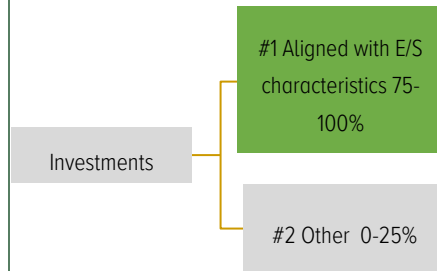 #1 Aligned with E/S
characteristics 75-
100%
Investments
#2 Other 0-25%